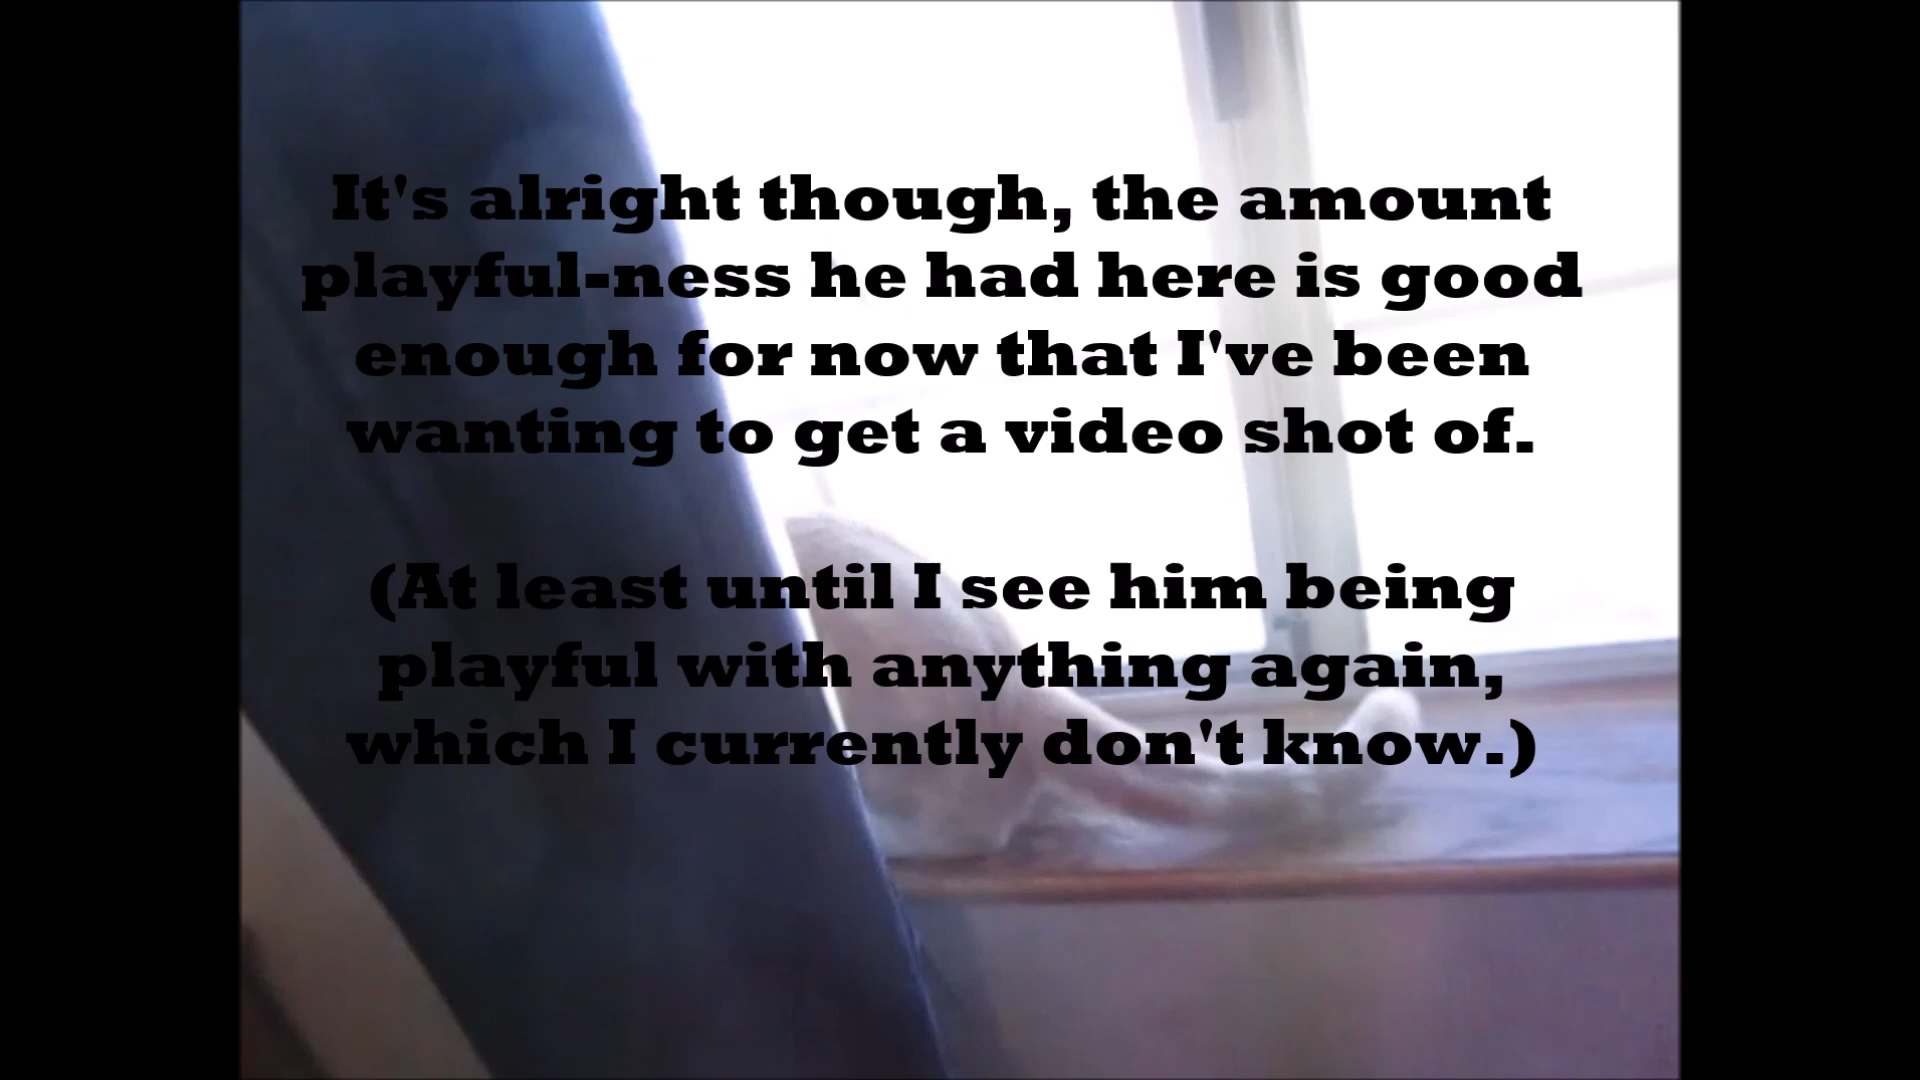 It's alright though, the amount
playful-ness he had here is good
enough for now that I've been
wanting to get a video shot of.
(At least until I see him being
playful with anything again,
which I currently don't know.)